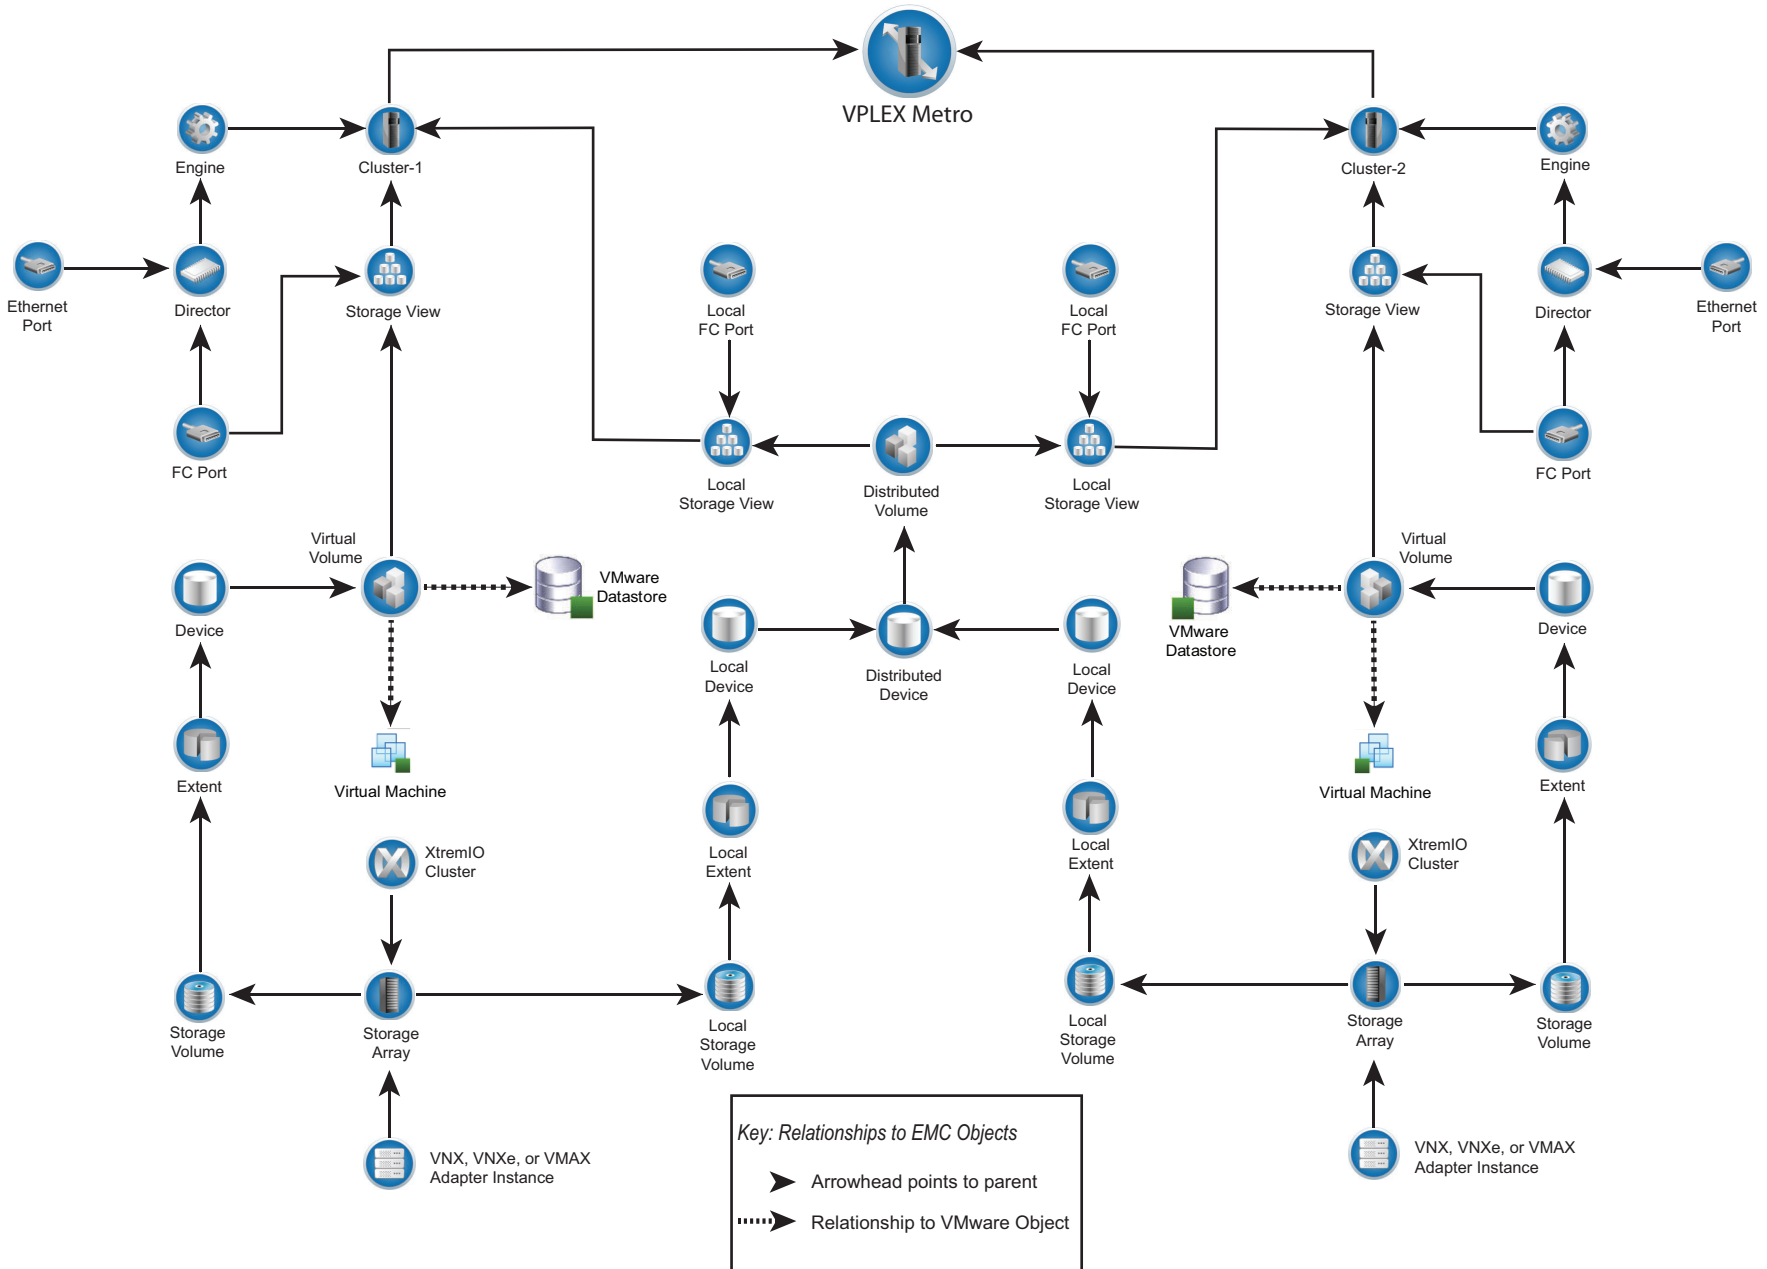 VPLEX Metro
Engine
Cluster-1
Cluster-2
Engine
Ethernet
Port
Director
Storage View
Local
FC Port
Local
FC Port
Storage View
Director
Ethernet
Port
FC Port
Local
Storage View
Distributed
Volume
Local
Storage View
FC Port
Virtual
Volume
VMware
Datastore
Virtual
Volume
VMware
Datastore
Device
Local
Device
Distributed
Device
Local
Device
Device
Extent
Virtual Machine
Virtual Machine
Extent
XtremIO
Cluster
Local
Extent
Local
Extent
XtremIO
Cluster
Storage
Volume
Storage
Array
Local
Storage
Volume
Local
Storage
Volume
Storage
Array
Storage
Volume
VNX, VNXe, or VMAX
Adapter Instance
VNX, VNXe, or VMAX
Adapter Instance
Key: Relationships to EMC Objects
Arrowhead points to parent
Relationship to VMware Object